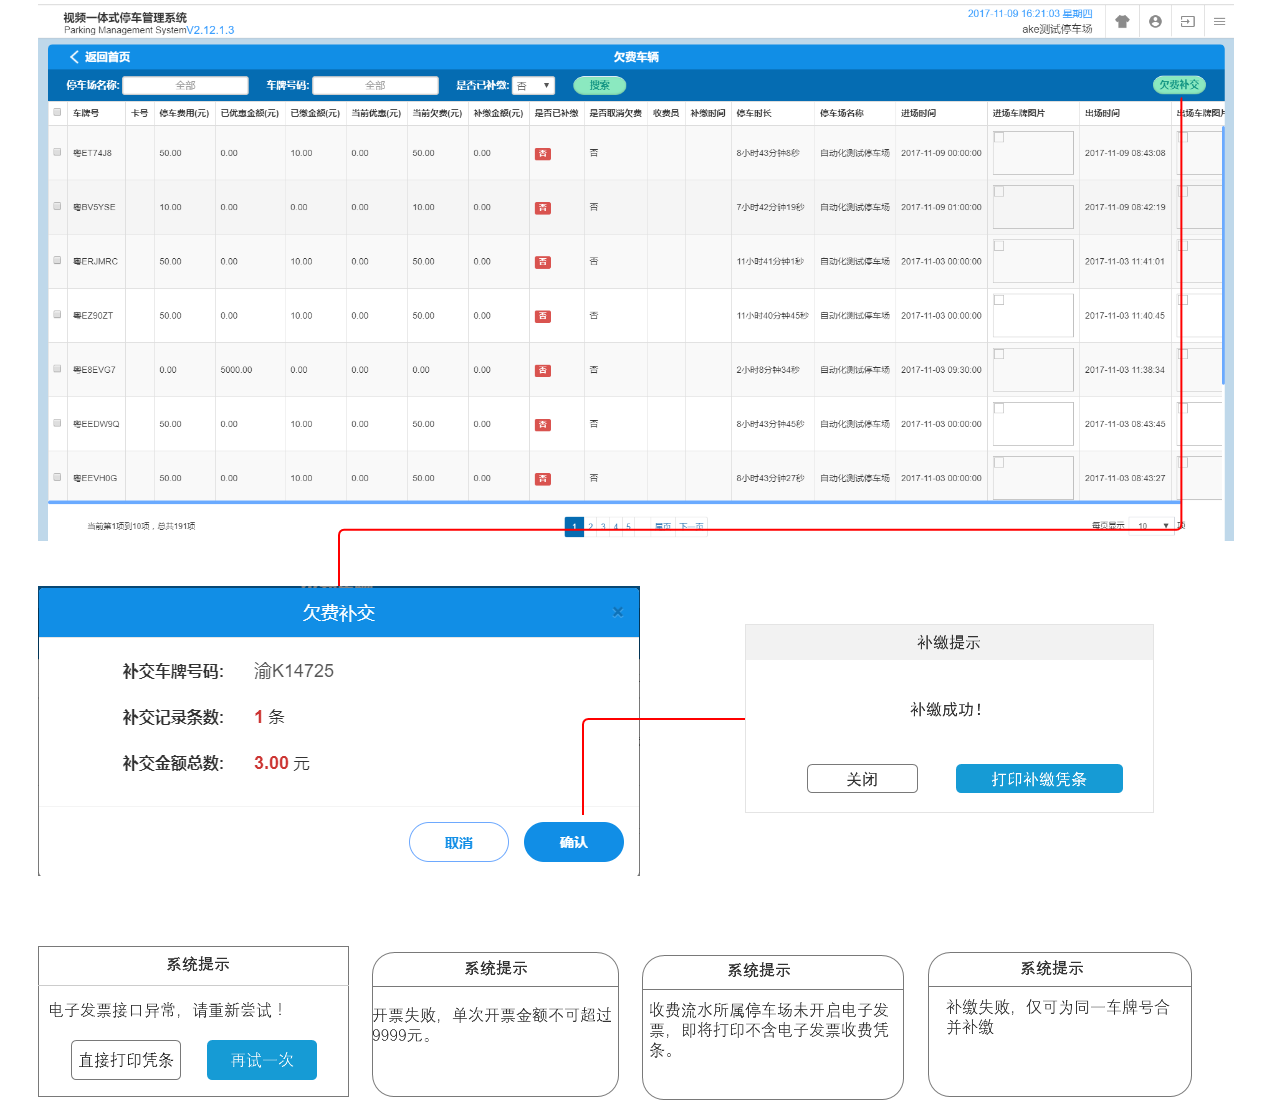 视频一体式停车管理系统
Parking Management SystemV2.12.1.3
2017-11-09 16:21:03 星期四
ake测试停车场
返回首页
欠费车辆
停车场名称: 全部 车牌号码: 全部 是否已补缴: 否 搜索 欠费补交
车牌号 卡号 停车费用(元) 已优惠金额(元) 已缴金额(元) 当前优惠(元) 当前欠费(元) 补缴金额(元) 是否已补缴 是否取消欠费 收费员 补缴时间 停车时长 停车场名称 进场时间 进场车牌图片 出场时间 出场车牌图片
粤ET74J8 50.00 0.00 10.00 0.00 50.00 0.00 否 否 8小时43分钟8秒 自动化测试停车场 2017-11-09 00:00:00 2017-11-09 08:43:08
粤BV5YSE 10.00 0.00 0.00 0.00 10.00 0.00 否 否 7小时42分钟19秒 自动化测试停车场 2017-11-09 01:00:00 2017-11-09 08:42:19
粤ERJMRC 50.00 0.00 10.00 0.00 50.00 0.00 否 否 11小时41分钟1秒 自动化测试停车场 2017-11-03 00:00:00 2017-11-03 11:41:01
粤EZ90ZT 50.00 0.00 10.00 0.00 50.00 0.00 否 否 11小时40分钟45秒 自动化测试停车场 2017-11-03 00:00:00 2017-11-03 11:40:45
粤E8EVG7 0.00 5000.00 0.00 0.00 0.00 0.00 否 否 2小时8分钟34秒 自动化测试停车场 2017-11-03 09:30:00 2017-11-03 11:38:34
粤EEDW9Q 50.00 0.00 10.00 0.00 50.00 0.00 否 否 8小时43分钟45秒 自动化测试停车场 2017-11-03 00:00:00 2017-11-03 08:43:45
粤EEVH0G 50.00 0.00 10.00 0.00 50.00 0.00 否 否 8小时43分钟27秒 自动化测试停车场 2017-11-03 00:00:00 2017-11-03 08:43:27
当前第1项到10项，总共191项 1 2 3 4 5 尾页 下一页 每页显示 10 项
欠费补交 ×
补交车牌号码: 渝K14725
补交记录条数: 1 条
补交金额总数: 3.00 元
取消 确认
补缴提示
补缴成功！
关闭 打印补缴凭条
系统提示
电子发票接口异常，请重新尝试！
直接打印凭条 再试一次
系统提示
开票失败，单次开票金额不可超过
9999元。
系统提示
收费流水所属停车场未开启电子发
票，即将打印不含电子发票收费凭
条。
系统提示
补缴失败，仅可为同一车牌号合
并补缴